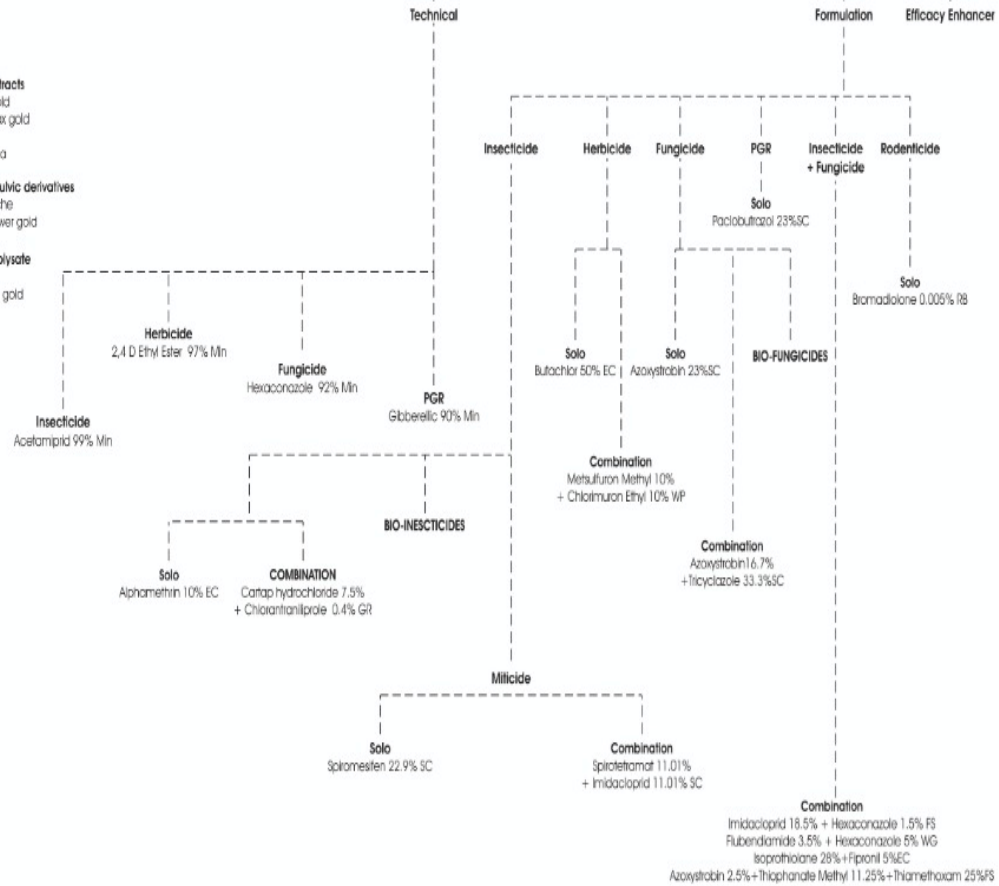 Technical
Formulation
Efficacy Enhancer
tracts
ld
ax gold
a
ulvic derivatives
che
wer gold
olysate
gold
Insecticide
Herbicide
Fungicide
PGR
Insecticide
+ Fungicide
Rodenticide
Solo
Paclobutrazol 23%SC
Solo
Bromadiolone 0.005% RB
Herbicide
2,4 D Ethyl Ester 97% Min
Fungicide
Hexaconazole 92% Min
PGR
Gibberellic 90% Min
Insecticide
Acetamiprid 99% Min
Solo
Butachlor 50% EC
Solo
Azoxystrobin 23%SC
BIO-FUNGICIDES
Combination
Metsulfuron Methyl 10%
+ Chlorimuron Ethyl 10% WP
BIO-INESCTICIDES
Combination
Azoxystrobin16.7%
+Tricyclazole 33.3%SC
Solo
Alphamethrin 10% EC
COMBINATION
Cartap hydrochloride 7.5%
+ Chlorantraniliprole 0.4% GR
Miticide
Solo
Spiromesifen 22.9% SC
Combination
Spirotetramat 11.01%
+ Imidacloprid 11.01% SC
Combination
Imidacloprid 18.5% + Hexaconazole 1.5% FS
Flubendiamide 3.5% + Hexaconazole 5% WG
Isoprothiolane 28%+Fipronil 5%EC
Azoxystrobin 2.5%+Thiophanate Methyl 11.25%+Thiamethoxam 25%FS